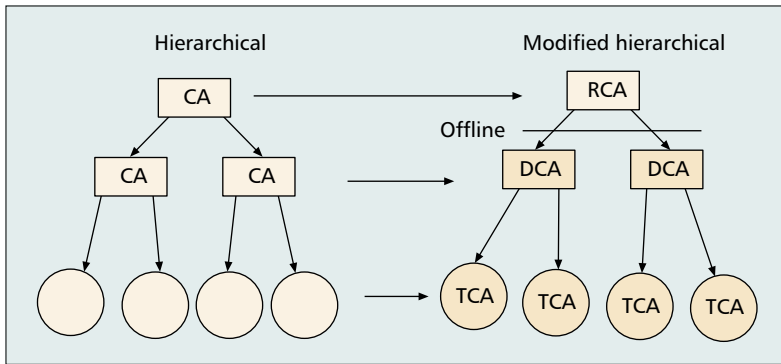 Hierarchical
Modified hierarchical
CA
RCA
Offline
CA
CA
DCA
DCA
TCA
TCA
TCA
TCA